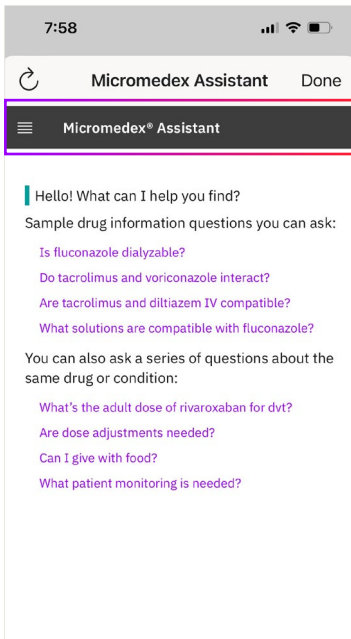 7:58
Micromedex Assistant Done
Micromedex® Assistant
Hello! What can I help you find?
Sample drug information questions you can ask:
Is fluconazole dialyzable?
Do tacrolimus and voriconazole interact?
Are tacrolimus and diltiazem IV compatible?
What solutions are compatible with fluconazole?
You can also ask a series of questions about the
same drug or condition:
What's the adult dose of rivaroxaban for dvt?
Are dose adjustments needed?
Can I give with food?
What patient monitoring is needed?